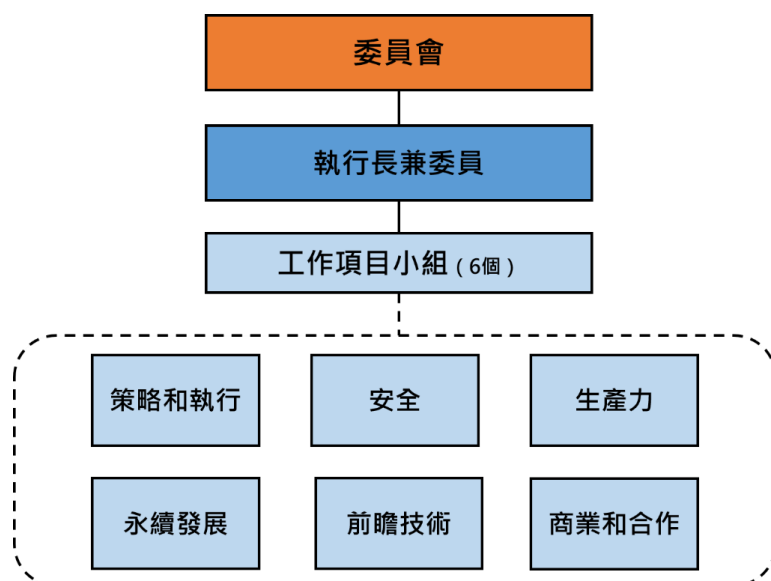 委員會
執行長兼委員
工作項目小組（6個）
策略和執行
安全
生產力
永續發展
前瞻技術
商業和合作